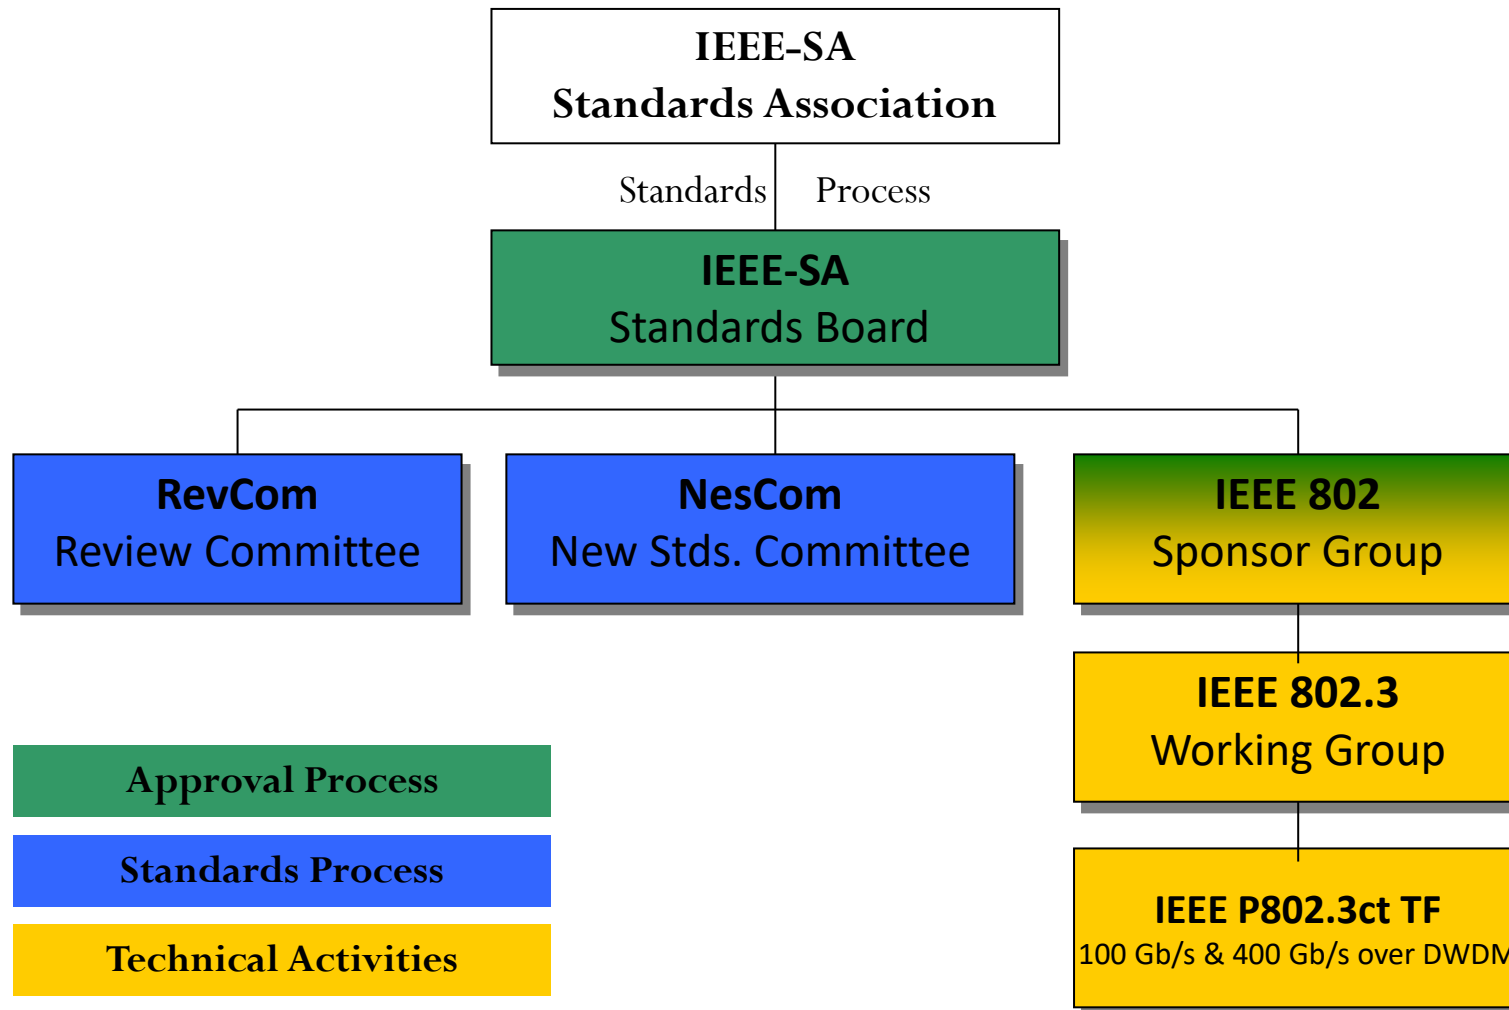 IEEE-SA
Standards Association
Standards Process
IEEE-SA
Standards Board
RevCom
Review Committee
NesCom
New Stds. Committee
IEEE 802
Sponsor Group
IEEE 802.3
Working Group
IEEE P802.3ct TF
100 Gb/s & 400 Gb/s over DWDM
Approval Process
Standards Process
Technical Activities